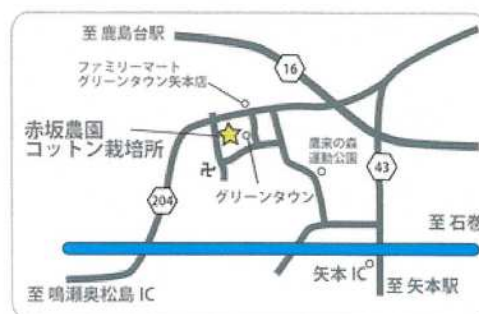 至 鹿島台駅
16
ファミリーマート
グリーンタウン矢本店
赤坂農園
コットン栽培所
鷹来の森
運動公園
43
卍
グリーンタウン
204
至 石巻
矢本 IC
至 鳴瀬奥松島 IC
至 矢本駅